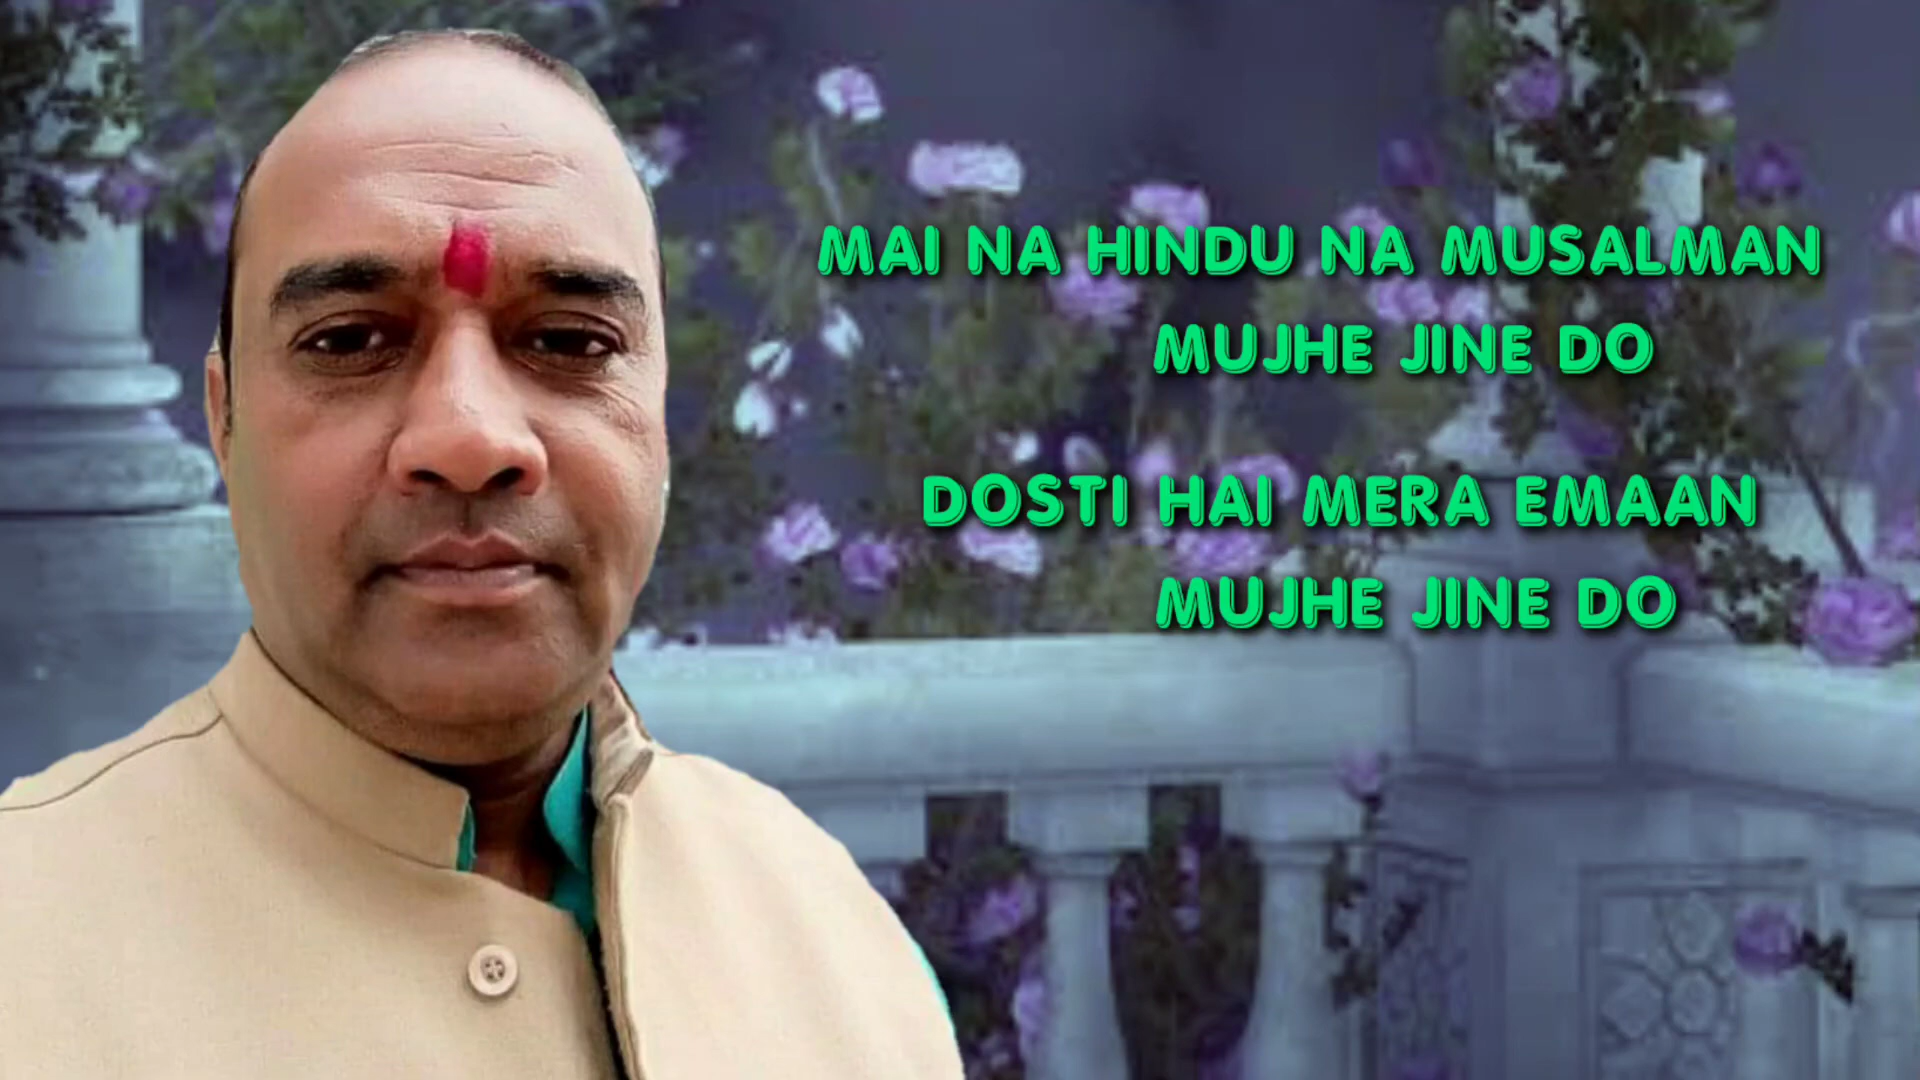 MAI NA HINDU NA MUSALMAN
MUJHE JINE DO
DOSTI HAI MERA EMAAN
MUJHE JINE DO